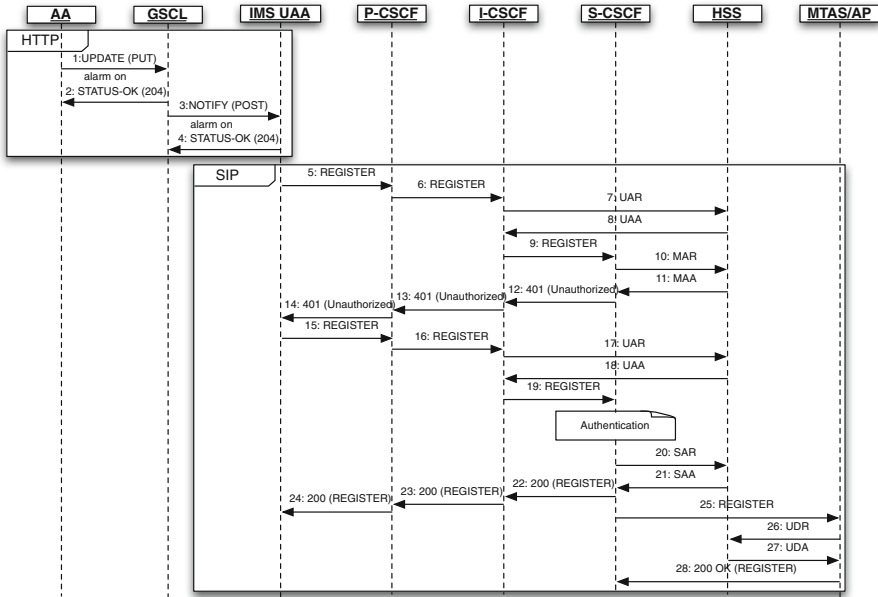 AA
GSCL
IMS UAA
P-CSCF
I-CSCF
S-CSCF
HSS
MTAS/AP
HTTP
1:UPDATE (PUT)
alarm on
2: STATUS-OK (204)
3:NOTIFY (POST)
alarm on
4: STATUS-OK (204)
SIP
5: REGISTER
6: REGISTER
7: UAR
8: UAA
9: REGISTER
10: MAR
11: MAA
12: 401 (Unauthorized)
13: 401 (Unauthorized)
14: 401 (Unauthorized)
15: REGISTER
16: REGISTER
17: UAR
18: UAA
19: REGISTER
Authentication
20: SAR
21: SAA
22: 200 (REGISTER)
23: 200 (REGISTER)
24: 200 (REGISTER)
25: REGISTER
26: UDR
27: UDA
28: 200 OK (REGISTER)